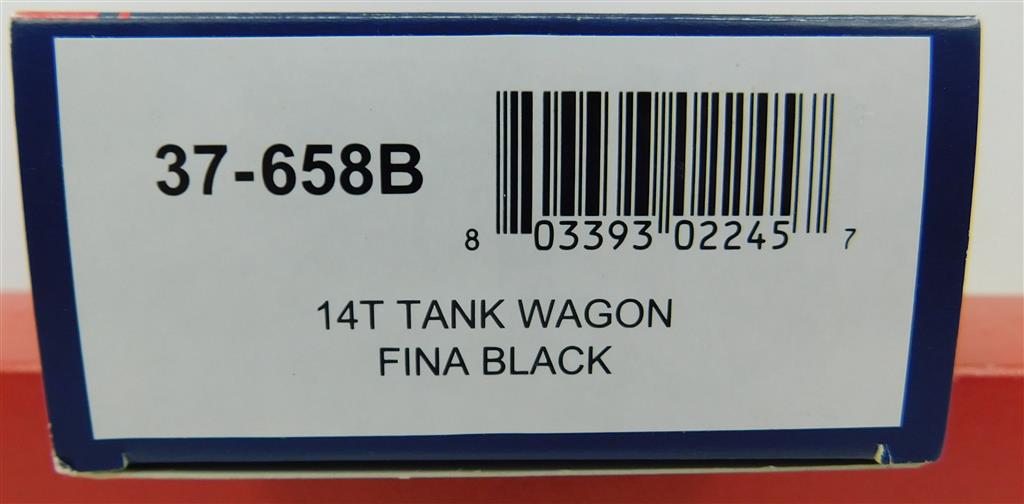 37-658B
8 03393 02245 7
14T TANK WAGON
FINA BLACK